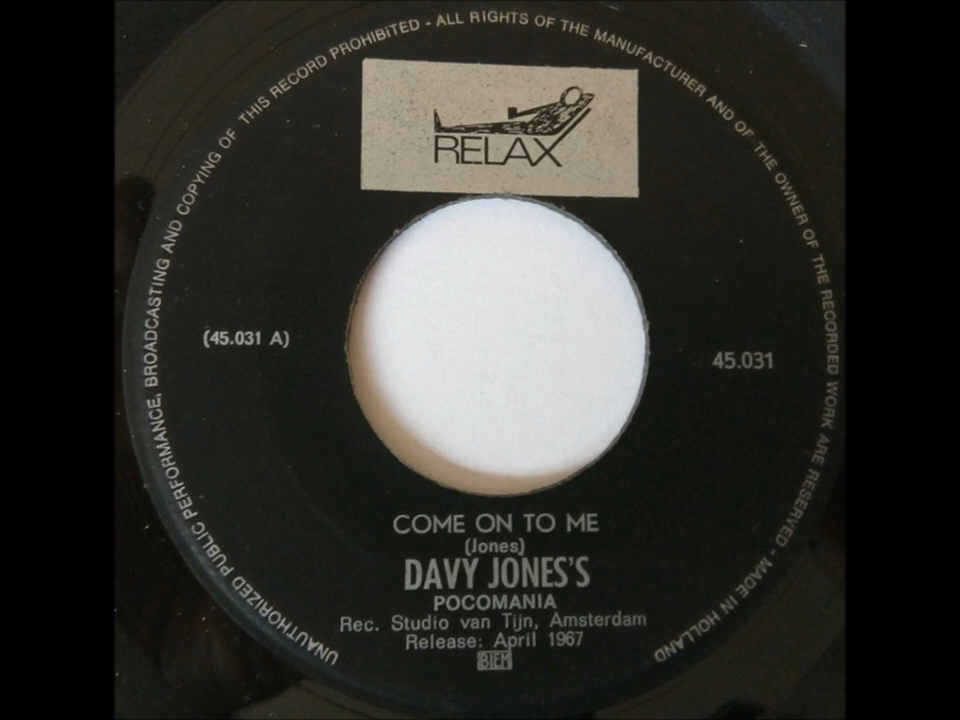 UNAUTHORIZED PUBLIC PERFORMANCE, BROADCASTING AND COPYING OF THIS RECORD PROHIBITED - ALL RIGHTS OF THE MANUFACTURER AND OF THE OWNER OF THE RECORDED WORK ARE RESERVED - MADE IN HOLLAND
RELAX
(45.031 A)
45.031
COME ON TO ME
(Jones)
DAVY JONES'S
POCOMANIA
Rec. Studio van Tijn, Amsterdam
Release: April 1967
BIEM